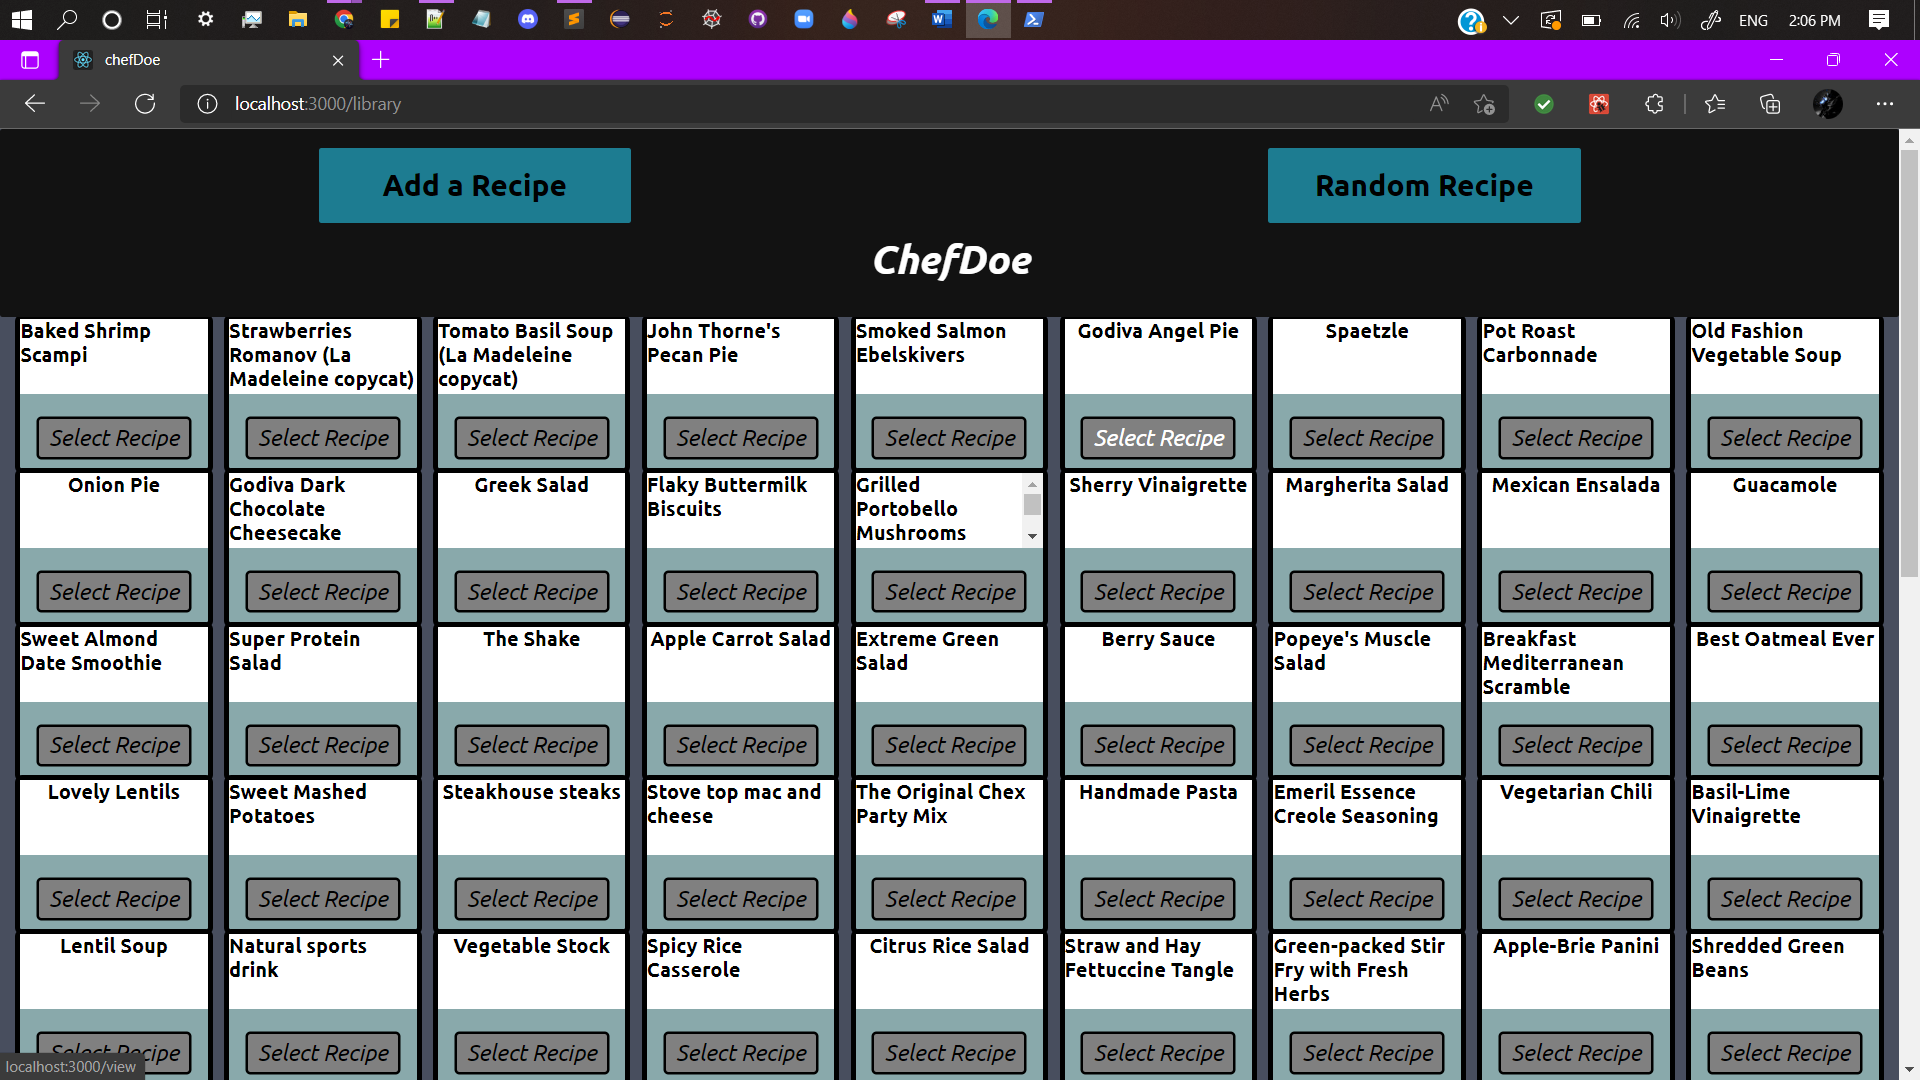 ENG 2:06 PM
chefDoe
localhost:3000/library
Add a Recipe
Random Recipe
ChefDoe
Baked Shrimp
Scampi
Select Recipe
Strawberries
Romanov (La
Madeleine copycat)
Select Recipe
Tomato Basil Soup
(La Madeleine
copycat)
Select Recipe
John Thorne's
Pecan Pie
Select Recipe
Smoked Salmon
Ebelskivers
Select Recipe
Godiva Angel Pie
Select Recipe
Spaetzle
Select Recipe
Pot Roast
Carbonnade
Select Recipe
Old Fashion
Vegetable Soup
Select Recipe
Onion Pie
Select Recipe
Godiva Dark
Chocolate
Cheesecake
Select Recipe
Greek Salad
Select Recipe
Flaky Buttermilk
Biscuits
Select Recipe
Grilled
Portobello
Mushrooms
Select Recipe
Sherry Vinaigrette
Select Recipe
Margherita Salad
Select Recipe
Mexican Ensalada
Select Recipe
Guacamole
Select Recipe
Sweet Almond
Date Smoothie
Select Recipe
Super Protein
Salad
Select Recipe
The Shake
Select Recipe
Apple Carrot Salad
Select Recipe
Extreme Green
Salad
Select Recipe
Berry Sauce
Select Recipe
Popeye's Muscle
Salad
Select Recipe
Breakfast
Mediterranean
Scramble
Select Recipe
Best Oatmeal Ever
Select Recipe
Lovely Lentils
Select Recipe
Sweet Mashed
Potatoes
Select Recipe
Steakhouse steaks
Select Recipe
Stove top mac and
cheese
Select Recipe
The Original Chex
Party Mix
Select Recipe
Handmade Pasta
Select Recipe
Emeril Essence
Creole Seasoning
Select Recipe
Vegetarian Chili
Select Recipe
Basil-Lime
Vinaigrette
Select Recipe
Lentil Soup
Select Recipe
Natural sports
drink
Select Recipe
Vegetable Stock
Select Recipe
Spicy Rice
Casserole
Select Recipe
Citrus Rice Salad
Select Recipe
Straw and Hay
Fettuccine Tangle
Select Recipe
Green-packed Stir
Fry with Fresh
Herbs
Select Recipe
Apple-Brie Panini
Select Recipe
Shredded Green
Beans
Select Recipe
localhost:3000/view